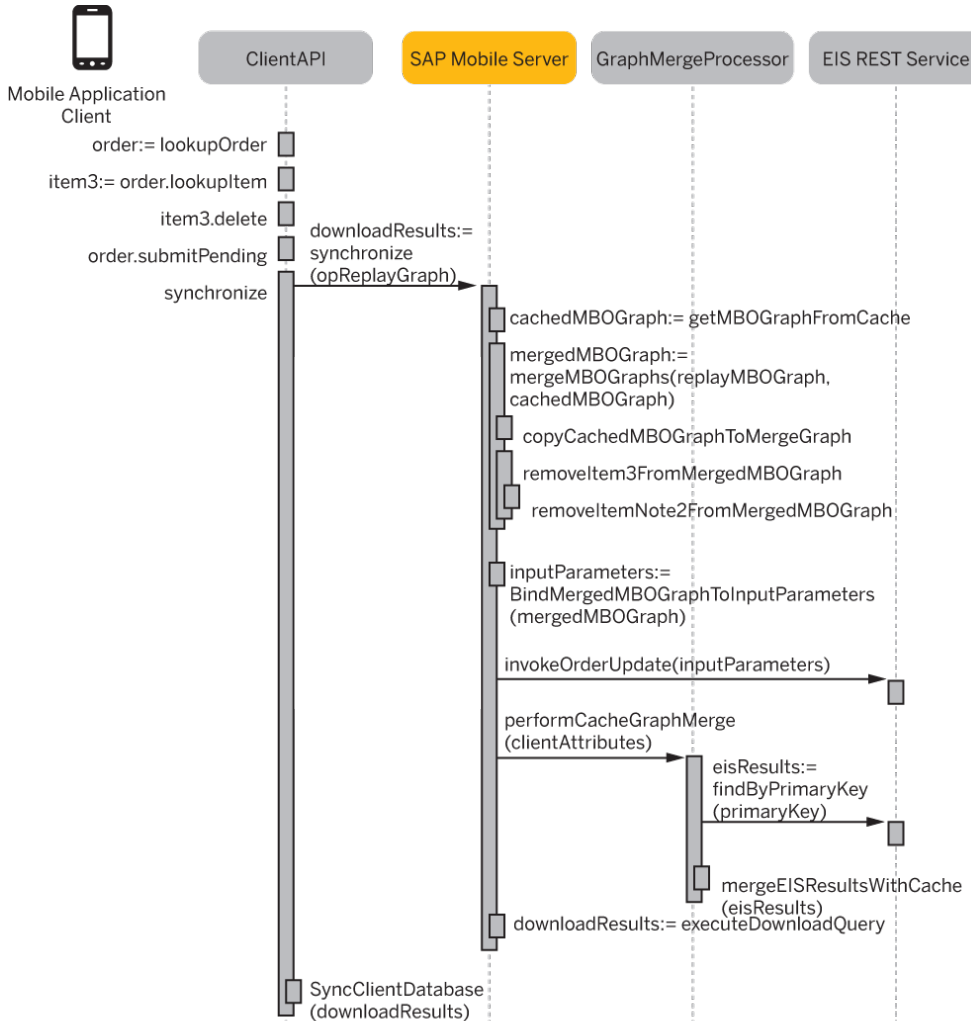 ClientAPI
SAP Mobile Server
GraphMergeProcessor
EIS REST Service
Mobile Application
Client
order:= lookupOrder
item3:= order.lookupItem
item3.delete
order.submitPending
synchronize
downloadResults:=
synchronize
(opReplayGraph)
cachedMBOGraph:= getMBOGraphFromCache
mergedMBOGraph:=
mergeMBOGraphs(replayMBOGraph,
cachedMBOGraph)
copyCachedMBOGraphToMergeGraph
removeItem3FromMergedMBOGraph
removeItemNote2FromMergedMBOGraph
inputParameters:=
BindMergedMBOGraphToInputParameters
(mergedMBOGraph)
invokeOrderUpdate(inputParameters)
performCacheGraphMerge
(clientAttributes)
eisResults:=
findByPrimaryKey
(primaryKey)
mergeEISResultsWithCache
(eisResults)
downloadResults:= executeDownloadQuery
SyncClientDatabase
(downloadResults)